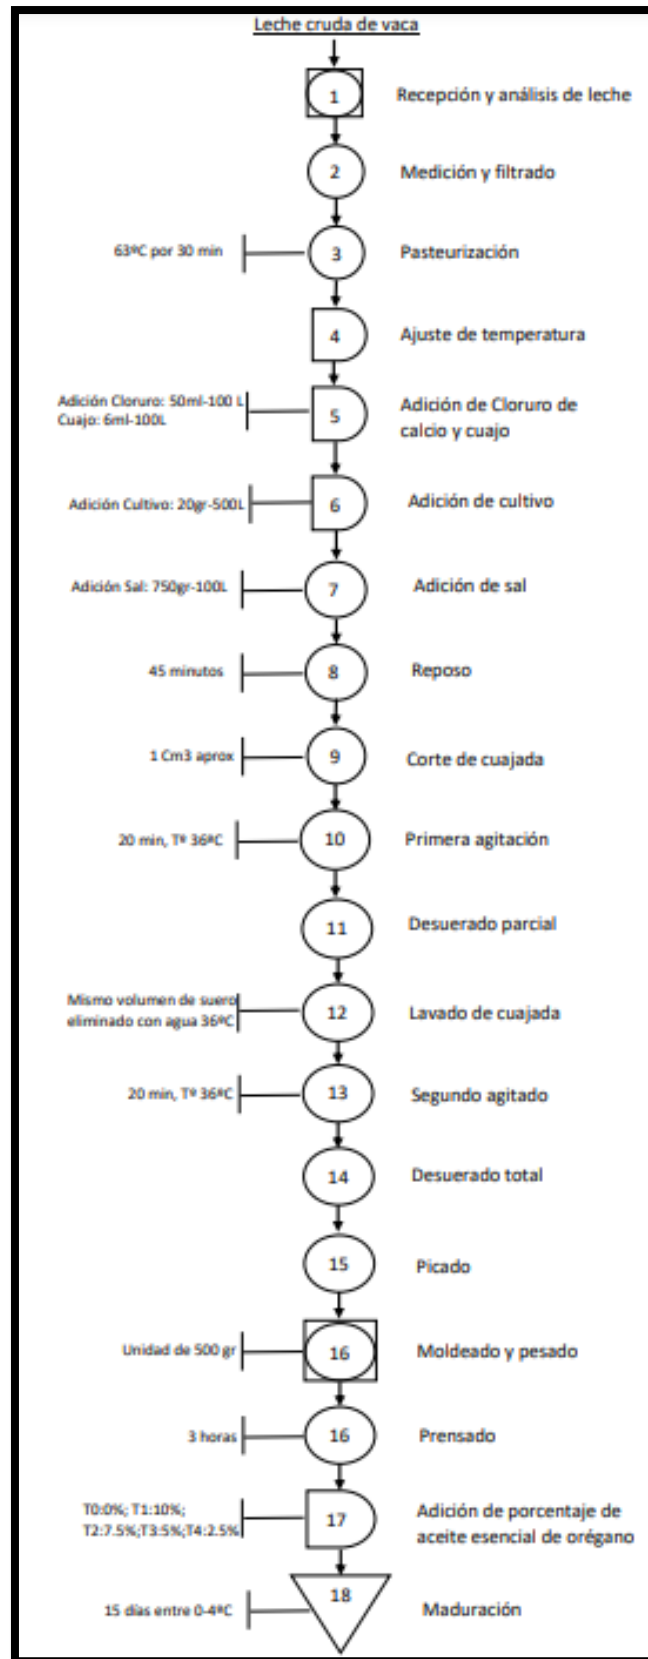 Leche cruda de vaca
1
Recepción y análisis de leche
2
Medición y filtrado
63ºC por 30 min
3
Pasteurización
4
Ajuste de temperatura
Adición Cloruro: 50ml-100 L
Cuajo: 6ml-100L
5
Adición de Cloruro de
calcio y cuajo
Adición Cultivo: 20gr-500L
6
Adición de cultivo
Adición Sal: 750gr-100L
7
Adición de sal
45 minutos
8
Reposo
1 Cm3 aprox
9
Corte de cuajada
20 min, Tº 36ºC
10
Primera agitación
11
Desuerado parcial
Mismo volumen de suero
eliminado con agua 36ºC
12
Lavado de cuajada
20 min, Tº 36ºC
13
Segundo agitado
14
Desuerado total
15
Picado
Unidad de 500 gr
16
Moldeado y pesado
3 horas
16
Prensado
T0:0%; T1:10%;
T2:7.5%;T3:5%;T4:2.5%
17
Adición de porcentaje de
aceite esencial de orégano
15 días entre 0-4ºC
18
Maduración